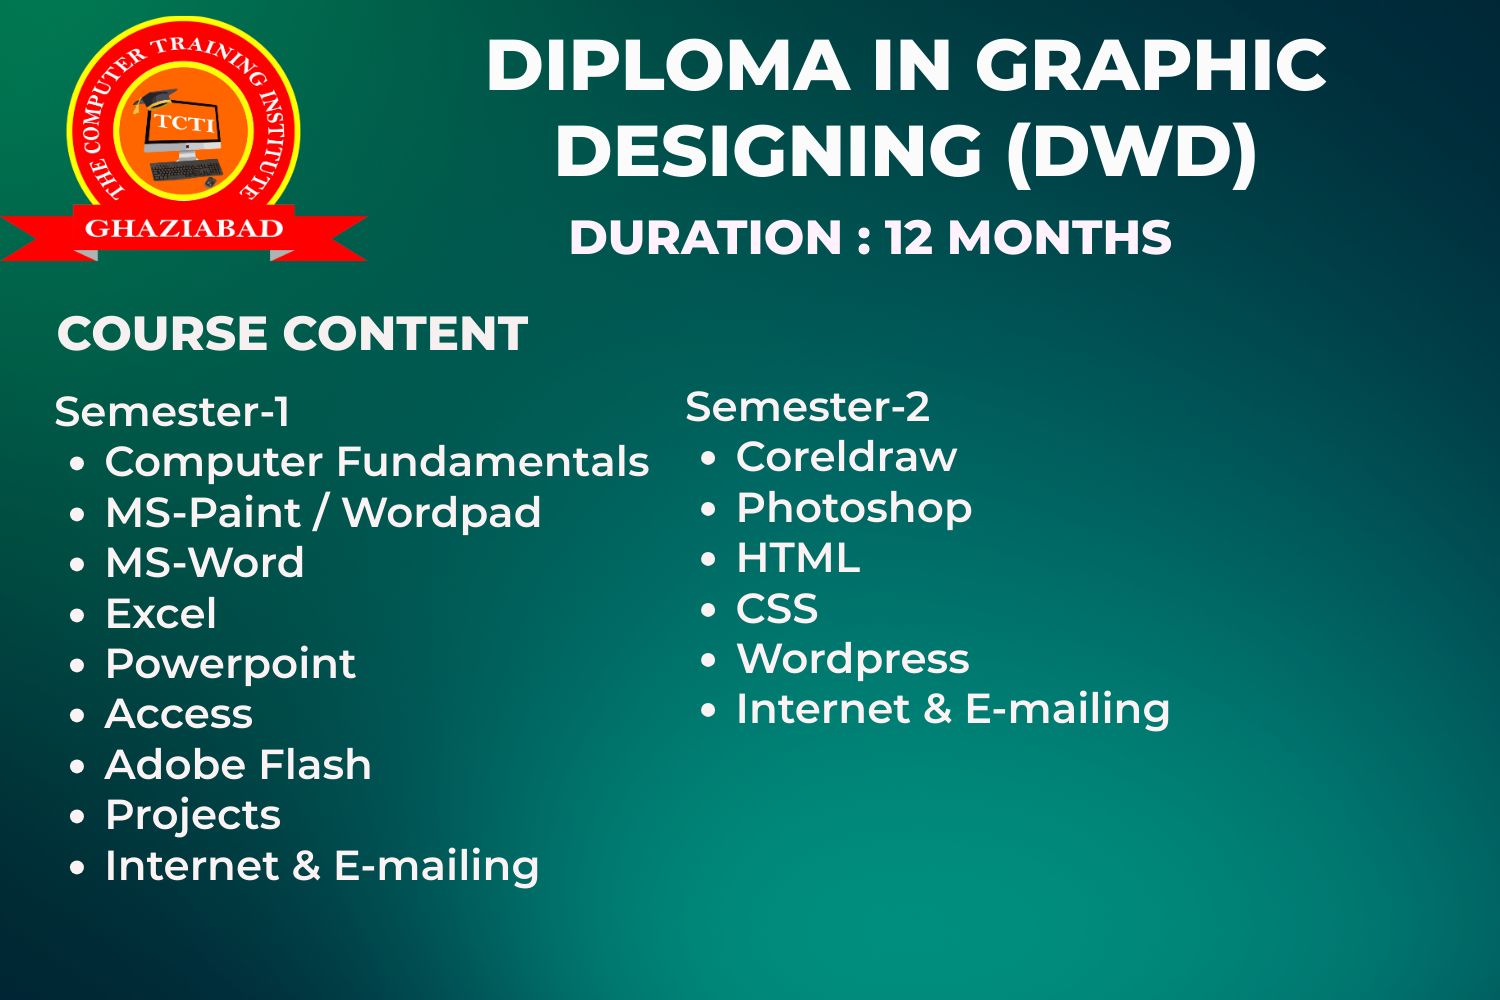 THE COMPUTER TRAINING INSTITUTE
TCTI
GHAZIABAD
DIPLOMA IN GRAPHIC
DESIGNING (DWD)
DURATION : 12 MONTHS
COURSE CONTENT
Semester-1
• Computer Fundamentals
• MS-Paint / Wordpad
• MS-Word
• Excel
• Powerpoint
• Access
• Adobe Flash
• Projects
• Internet & E-mailing
Semester-2
• Coreldraw
• Photoshop
• HTML
• CSS
• Wordpress
• Internet & E-mailing